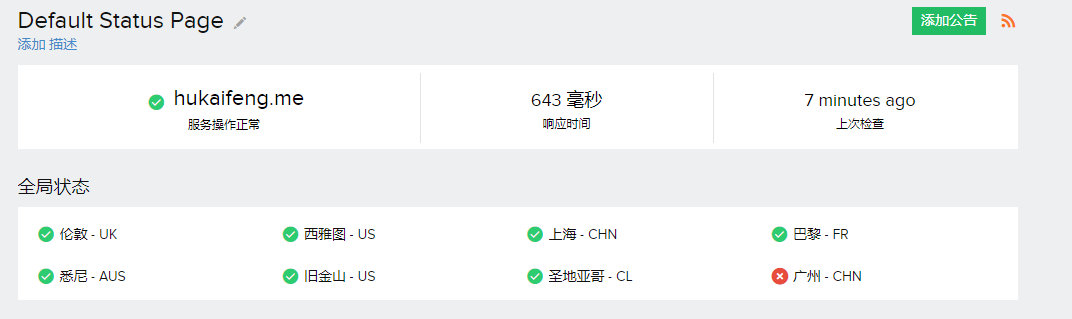 Default Status Page
添加公告
添加 描述
hukaifeng.me
服务操作正常
643 毫秒
响应时间
7 minutes ago
上次检查
全局状态
伦敦 - UK
西雅图 - US
上海 - CHN
巴黎 - FR
悉尼 - AUS
旧金山 - US
圣地亚哥 - CL
广州 - CHN